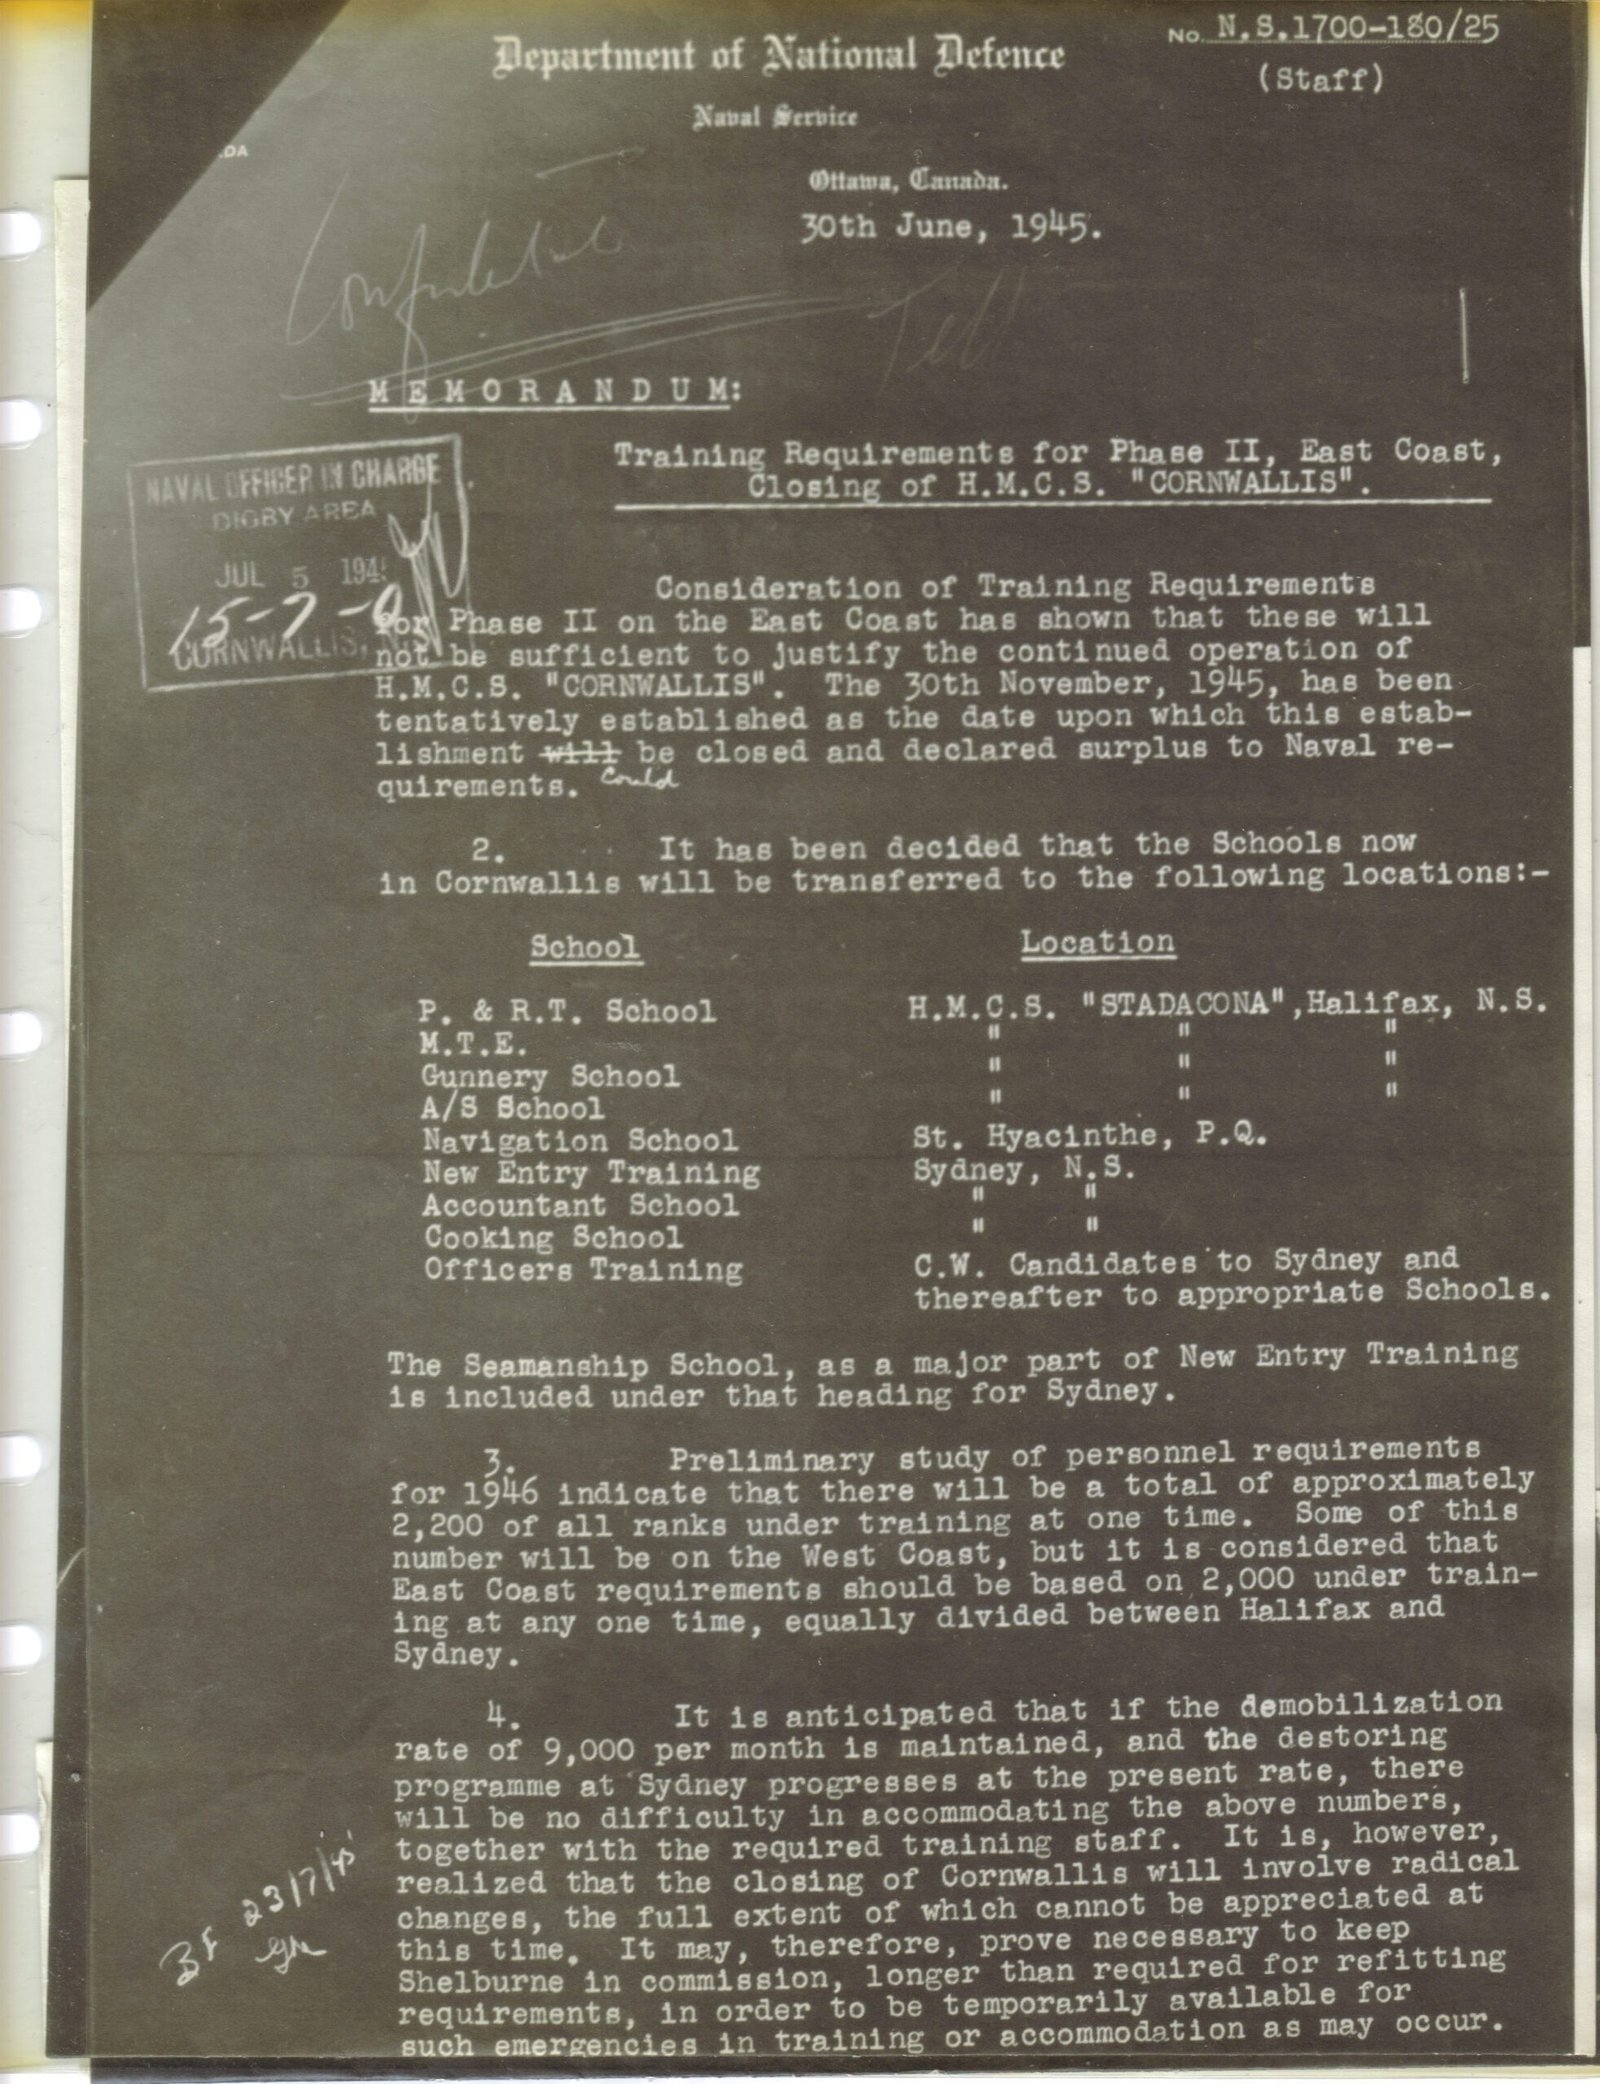 No. N.S.1700-180/25
(Staff)
Department of National Defence
Naval Service
DA
Ottawa, Canada.
30th June, 1945.
Confidential
MEMORANDUM:
Training Requirements for Phase II, East Coast,
Closing of H.M.C.S. "CORNWALLIS".
NAVAL OFFICER IN CHARGE
DIGBY AREA
JUL 5 194
15-7-
CORNWALLIS,
Consideration of Training Requirements
for Phase II on the East Coast has shown that these will
not be sufficient to justify the continued operation of
H.M.C.S. "CORNWALLIS". The 30th November, 1945, has been
tentatively established as the date upon which this estab-
lishment will be closed and declared surplus to Naval re-
quirements. could
2. It has been decided that the Schools now
in Cornwallis will be transferred to the following locations:-
School Location
P. & R.T. School H.M.C.S. "STADACONA",Halifax, N.S.
M.T.E. " " "
Gunnery School " " "
A/S School " " "
Navigation School St. Hyacinthe, P.Q.
New Entry Training Sydney, N.S.
Accountant School " "
Cooking School " "
Officers Training C.W. Candidates to Sydney and
thereafter to appropriate Schools.
The Seamanship School, as a major part of New Entry Training
is included under that heading for Sydney.
3. Preliminary study of personnel requirements
for 1946 indicate that there will be a total of approximately
2,200 of all ranks under training at one time. Some of this
number will be on the West Coast, but it is considered that
East Coast requirements should be based on 2,000 under train-
ing at any one time, equally divided between Halifax and
Sydney.
4. It is anticipated that if the demobilization
rate of 9,000 per month is maintained, and the destoring
programme at Sydney progresses at the present rate, there
will be no difficulty in accommodating the above numbers,
together with the required training staff. It is, however,
realized that the closing of Cornwallis will involve radical
changes, the full extent of which cannot be appreciated at
this time. It may, therefore, prove necessary to keep
Shelburne in commission, longer than required for refitting
requirements, in order to be temporarily available for
such emergencies in training or accommodation as may occur.
BF 23/7/45